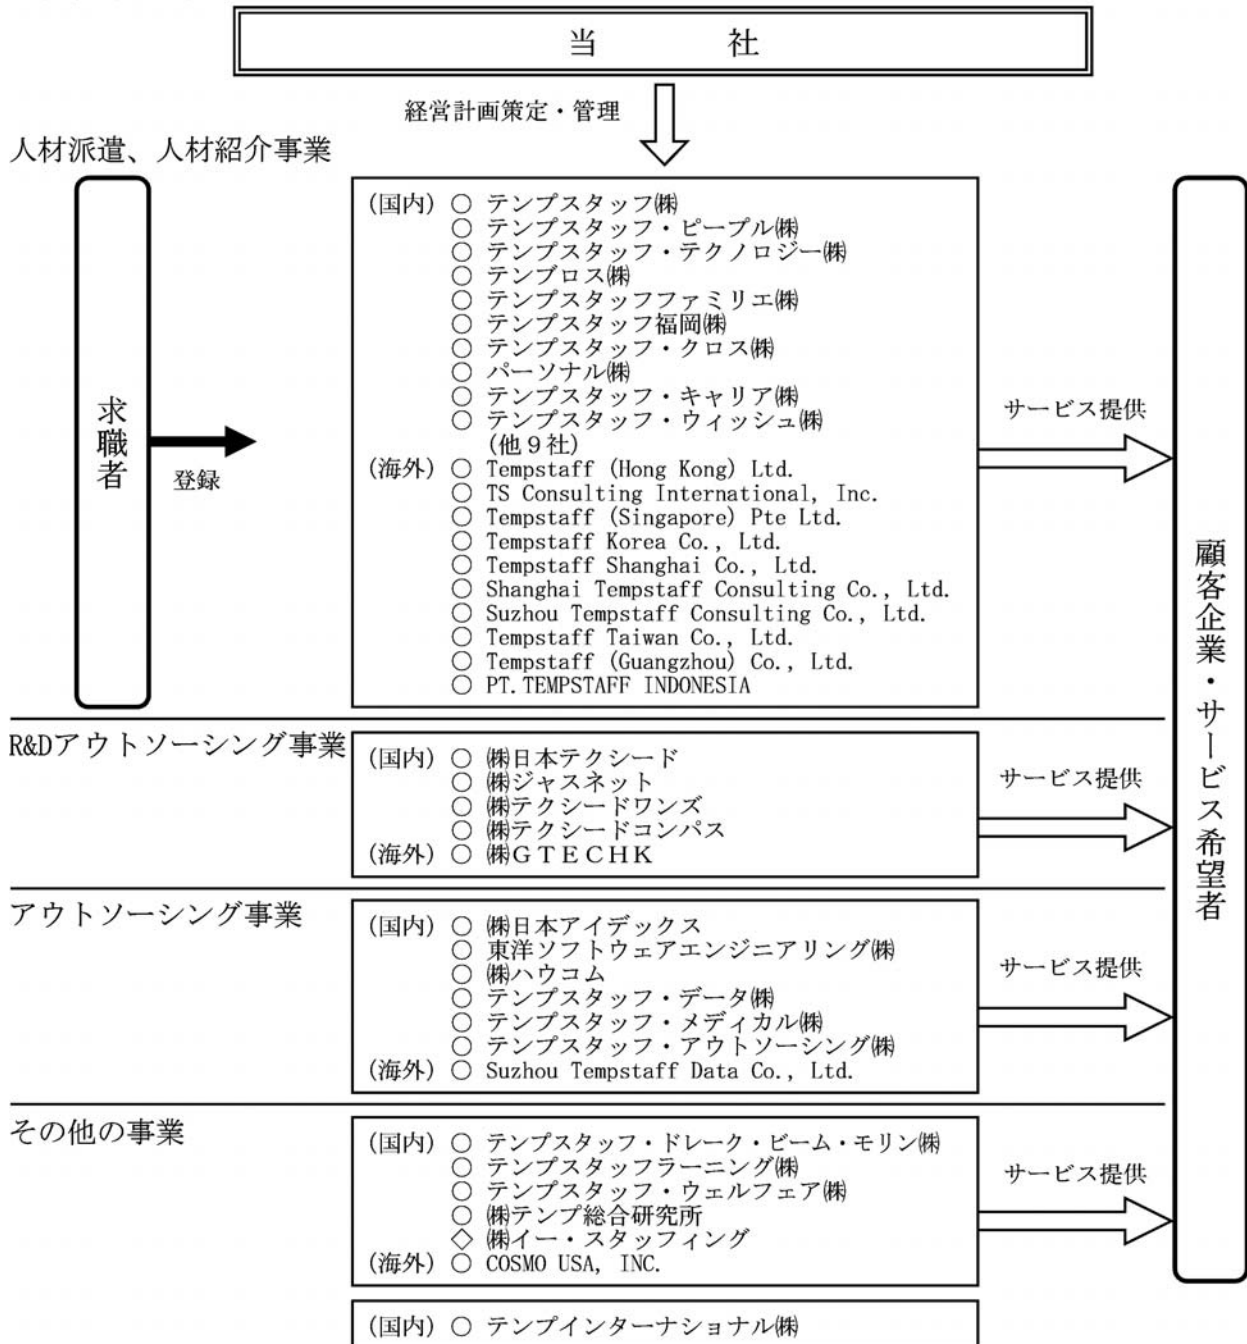 当　　社
経営計画策定・管理
人材派遣、人材紹介事業
求職者
登録
(国内) ○ テンプスタッフ㈱
○ テンプスタッフ・ピープル㈱
○ テンプスタッフ・テクノロジー㈱
○ テンブロス㈱
○ テンプスタッフファミリエ㈱
○ テンプスタッフ福岡㈱
○ テンプスタッフ・クロス㈱
○ パーソナル㈱
○ テンプスタッフ・キャリア㈱
○ テンプスタッフ・ウィッシュ㈱
(他９社)
(海外) ○ Tempstaff (Hong Kong) Ltd.
○ TS Consulting International, Inc.
○ Tempstaff (Singapore) Pte Ltd.
○ Tempstaff Korea Co., Ltd.
○ Tempstaff Shanghai Co., Ltd.
○ Shanghai Tempstaff Consulting Co., Ltd.
○ Suzhou Tempstaff Consulting Co., Ltd.
○ Tempstaff Taiwan Co., Ltd.
○ Tempstaff (Guangzhou) Co., Ltd.
○ PT.TEMPSTAFF INDONESIA
サービス提供
顧客企業・サービス希望者
R&Dアウトソーシング事業
(国内) ○ ㈱日本テクシード
○ ㈱ジャスネット
○ ㈱テクシードワンズ
○ ㈱テクシードコンパス
(海外) ○ ㈱ＧＴＥＣＨＫ
サービス提供
アウトソーシング事業
(国内) ○ ㈱日本アイデックス
○ 東洋ソフトウェアエンジニアリング㈱
○ ㈱ハウコム
○ テンプスタッフ・データ㈱
○ テンプスタッフ・メディカル㈱
○ テンプスタッフ・アウトソーシング㈱
(海外) ○ Suzhou Tempstaff Data Co., Ltd.
サービス提供
その他の事業
(国内) ○ テンプスタッフ・ドレーク・ビーム・モリン㈱
○ テンプスタッフラーニング㈱
○ テンプスタッフ・ウェルフェア㈱
○ ㈱テンプ総合研究所
◇ ㈱イー・スタッフィング
(海外) ○ COSMO USA, INC.
サービス提供
(国内) ○ テンプインターナショナル㈱